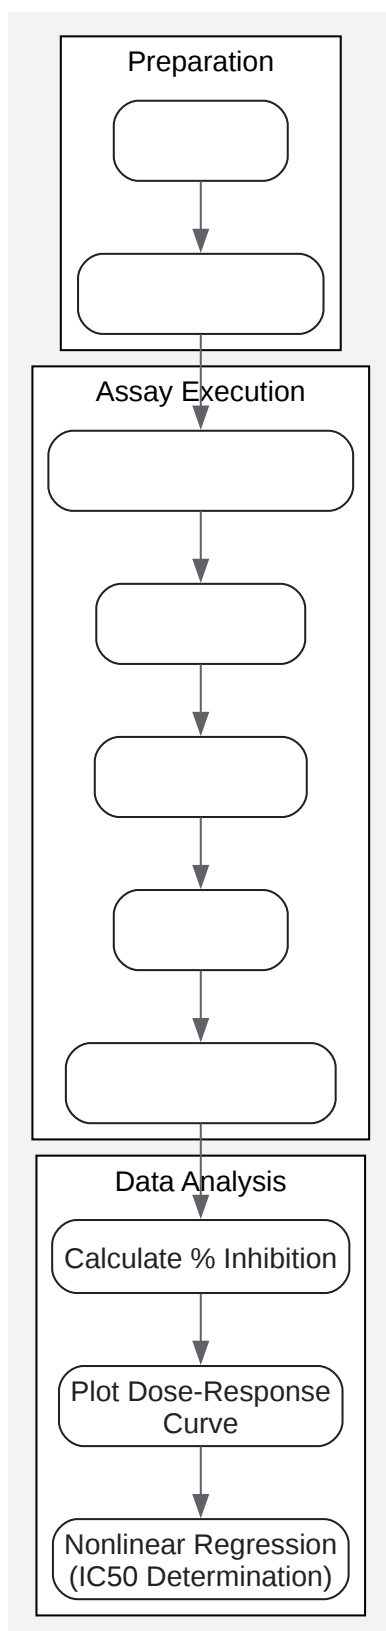 Preparation
Assay Execution
Data Analysis
Calculate % Inhibition
Plot Dose-Response
Curve
Nonlinear Regression
(IC50 Determination)